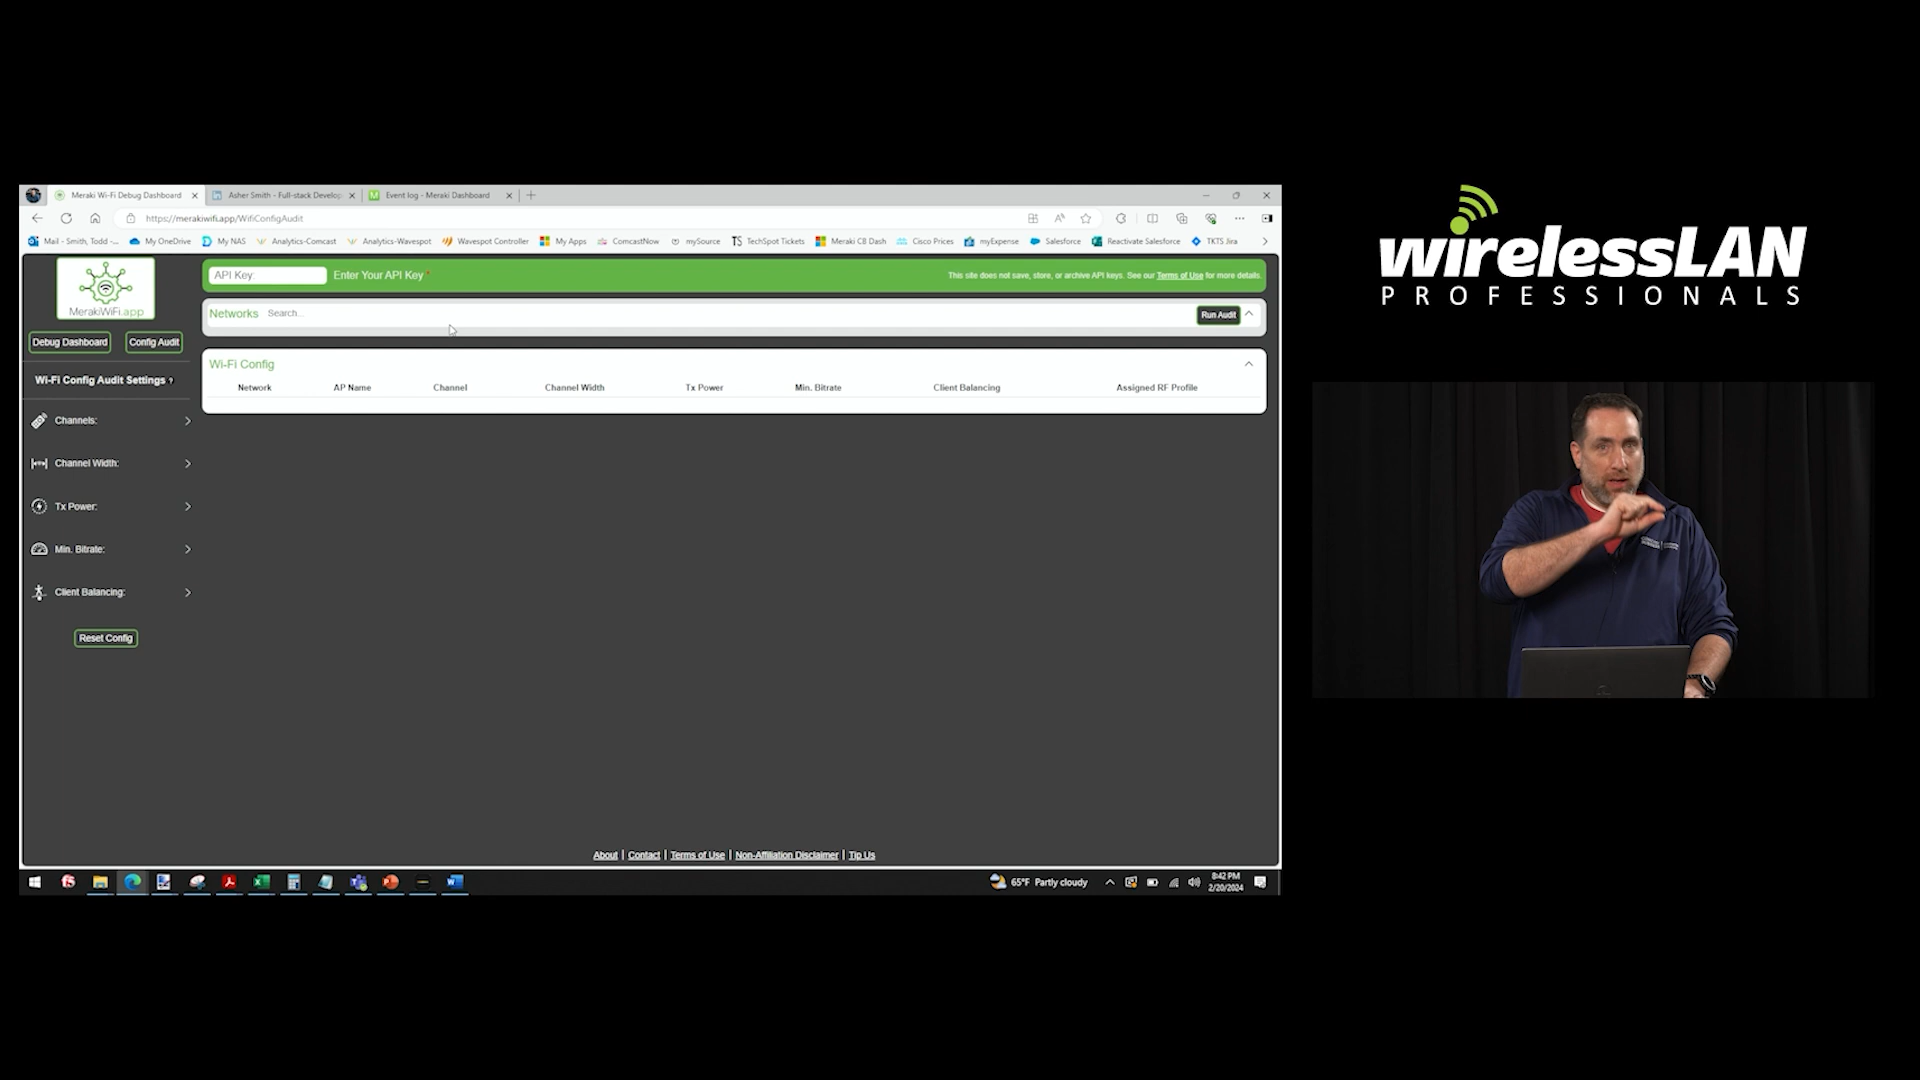 Meraki Wi-Fi Debug Dashboard
Asher Smith - Full-stack Develop
Event log - Meraki Dashboard
https://merakiwifi.app/WifiConfigAudit
Mail - Smith, Todd -...
My OneDrive
My NAS
Analytics-Comcast
Analytics-Wavespot
Wavespot Controller
My Apps
ComcastNow
mySource
TechSpot Tickets
Meraki CB Dash
Cisco Prices
myExpense
Salesforce
Reactivate Salesforce
TKTS Jira
MerakiWiFi.app
API Key:
Enter Your API Key *
This site does not save, store, or archive API keys. See our Terms of Use for more details.
Networks Search...
Run Audit
Debug Dashboard
Config Audit
Wi-Fi Config Audit Settings ?
Channels:
Channel Width:
Tx Power:
Min. Bitrate:
Client Balancing:
Reset Config
Wi-Fi Config
Network AP Name Channel Channel Width Tx Power Min. Bitrate Client Balancing Assigned RF Profile
About | Contact | Terms of Use | Non-Affiliation Disclaimer | Tip Us
65°F Partly cloudy
8:42 PM
2/20/2024
wirelessLAN
PROFESSIONALS